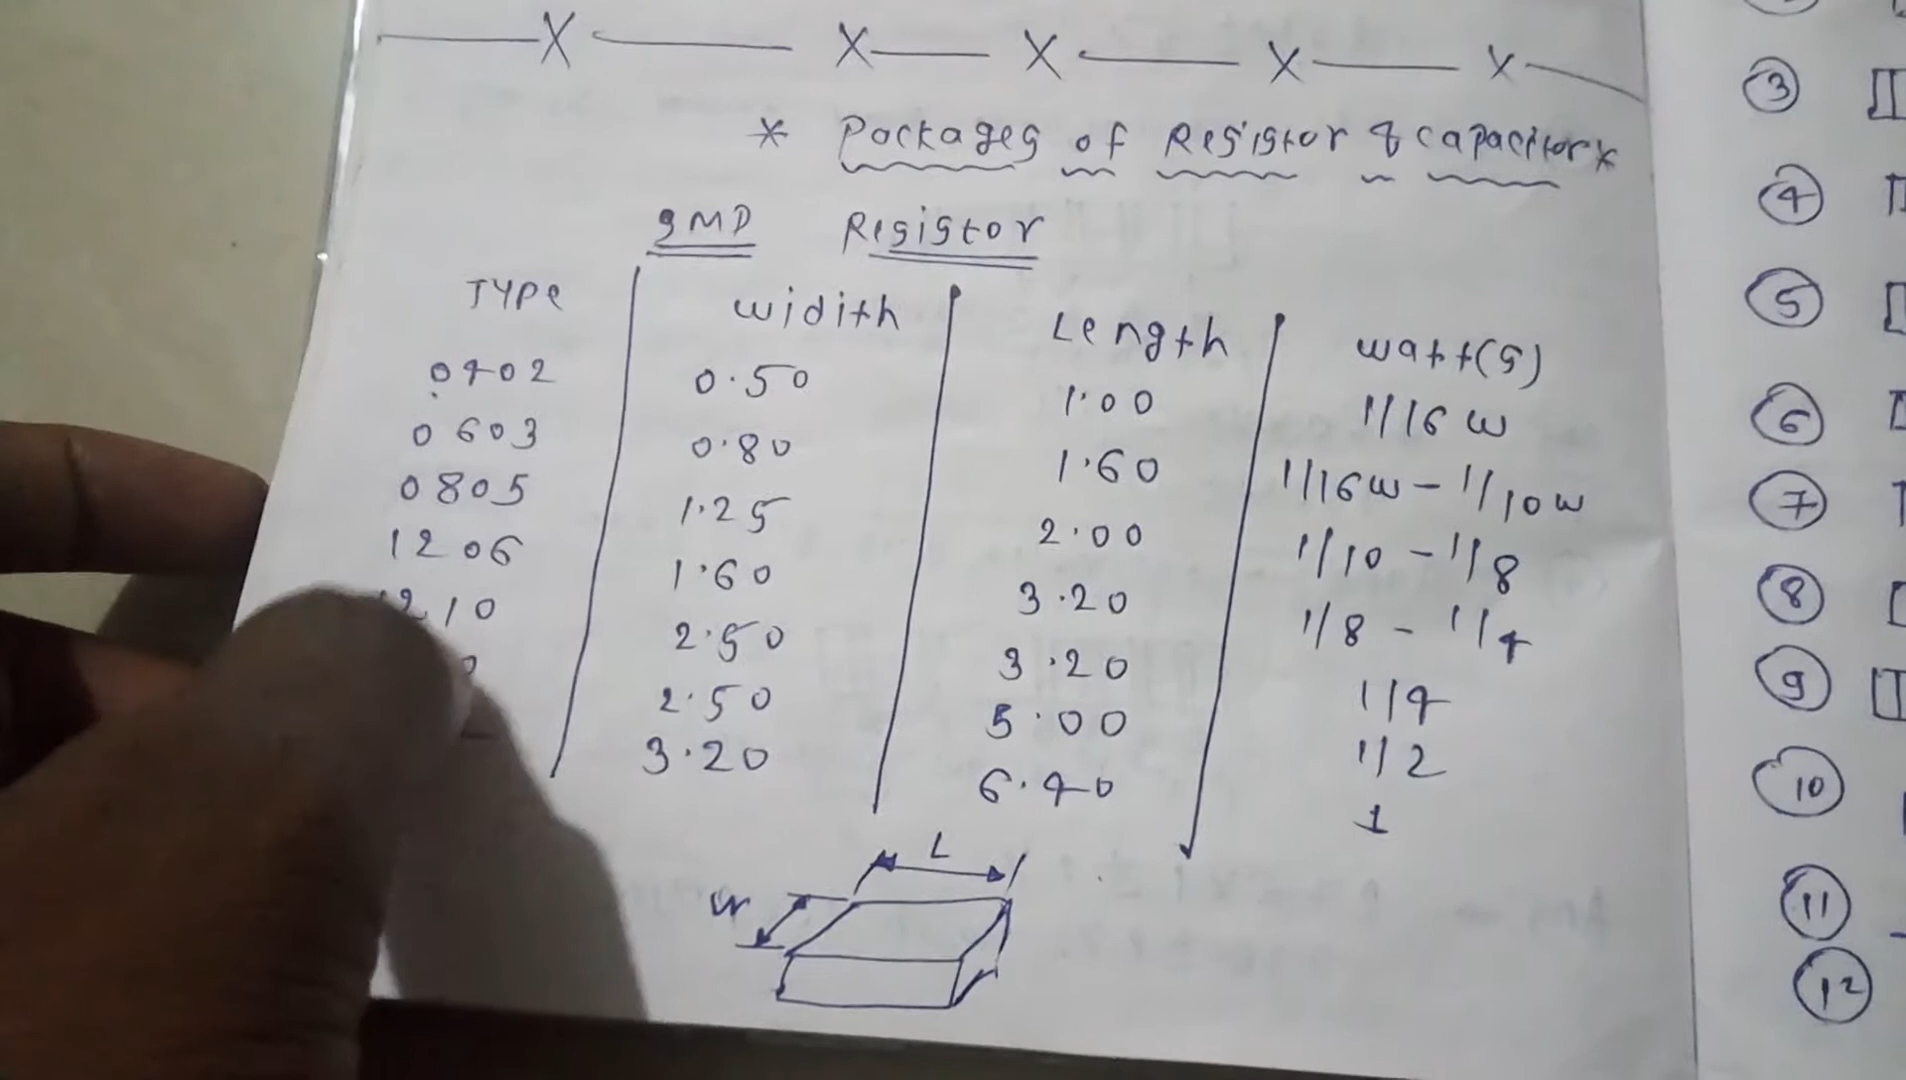 * Packages of Resistor & capacitor *
SMD Resistor
TYPE widith Length watt(s)
0402 0.50 1.00 1/16 w
0603 0.80 1.60 1/16w - 1/10w
0805 1.25 2.00 1/10 - 1/8
1206 1.60 3.20 1/8 - 1/4
1210 2.50 3.20 1/4
2.50 5.00 1/2
3.20 6.40 1
L
W
3
4
5
6
7
8
9
10
11
12